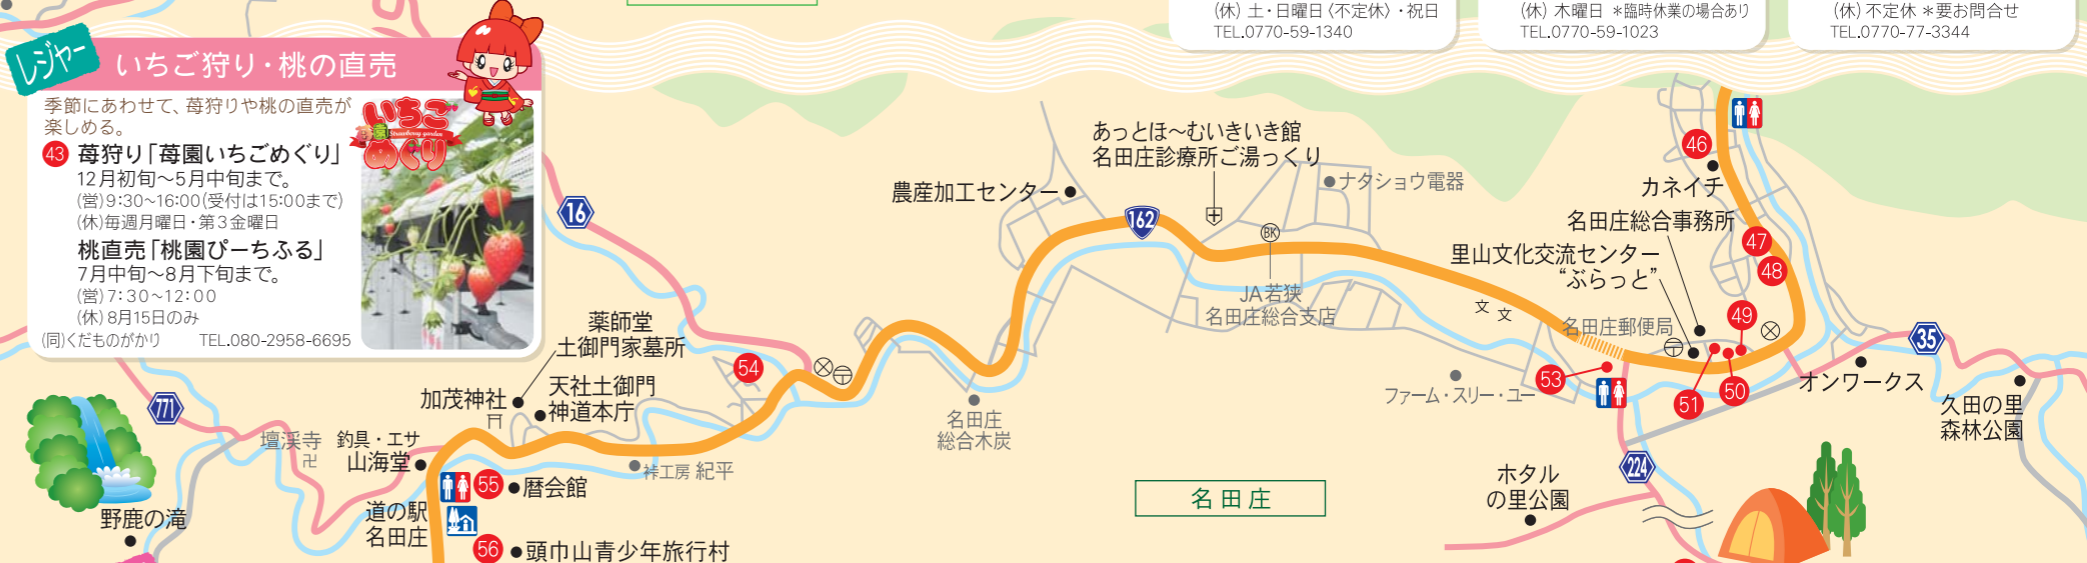 (休) 土・日曜日〈不定休〉・祝日
TEL.0770-59-1340
(休) 木曜日 *臨時休業の場合あり
TEL.0770-59-1023
(休) 不定休 *要お問合せ
TEL.0770-77-3344
レジャー
いちご狩り・桃の直売
季節にあわせて、苺狩りや桃の直売が
楽しめる。
43 苺狩り「苺園いちごめぐり」
12月初旬〜5月中旬まで。
(営)9:30〜16:00(受付は15:00まで)
(休)毎週月曜日・第3金曜日
桃直売「桃園ぴーちふる」
7月中旬〜8月下旬まで。
(営)7:30〜12:00
(休)8月15日のみ
(同)くだものがかり TEL.080-2958-6695
苺園
いちご
Strawberry garden
めぐり
16
農産加工センター
あっとほ〜むいきいき館
名田庄診療所ご湯っくり
ナタショウ電器
162
BK
JA若狭
名田庄総合支店
46
カネイチ
名田庄総合事務所
47
48
里山文化交流センター
“ぶらっと”
文
文
名田庄郵便局
49
50
51
53
35
オンワークス
久田の里
森林公園
ファーム・スリー・ユー
224
ホタル
の里公園
薬師堂
土御門家墓所
54
加茂神社
天社土御門
神道本庁
771
壇渓寺
卍
釣具・エサ
山海堂
裃工房 紀平
名田庄
総合木炭
55
暦会館
道の駅
名田庄
56
頭巾山青少年旅行村
野鹿の滝
名田庄